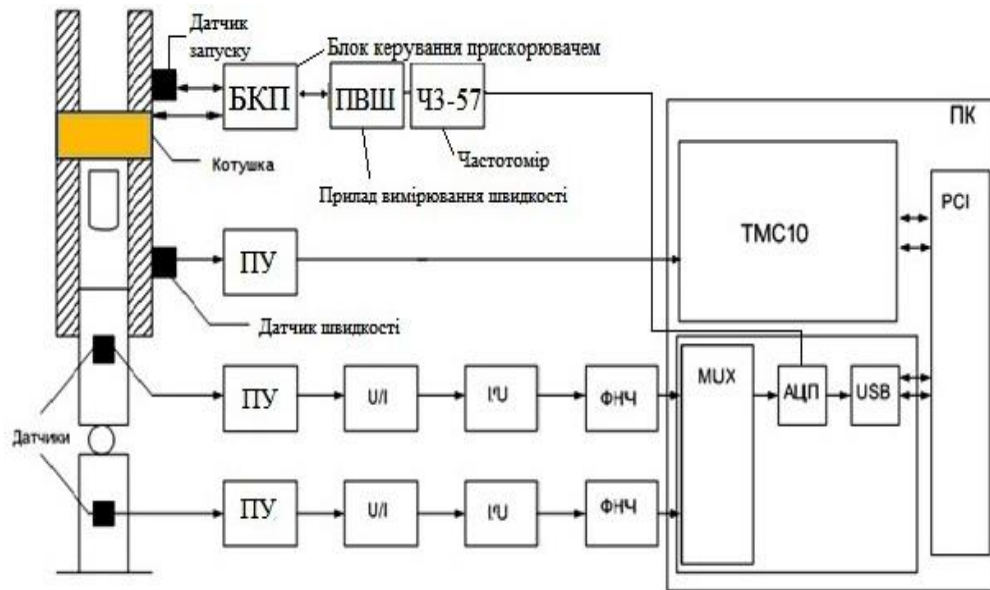 Датчик
запуску
Блок керування прискорювачем
БКП
ПВШ
ЧЗ-57
ПК
Котушка
Частотомір
Прилад вимірювання швидкості
TMC10
PCI
ПУ
Датчик швидкості
MUX
АЦП
USB
ПУ
U/I
I/U
ФНЧ
Датчики
ПУ
U/I
I/U
ФНЧ